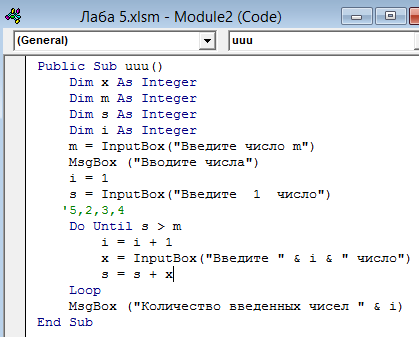 Лаба 5.xlsm - Module2 (Code)
(General) uuu
Public Sub uuu()
Dim x As Integer
Dim m As Integer
Dim s As Integer
Dim i As Integer
m = InputBox("Введите число m")
MsgBox ("Вводите числа")
i = 1
s = InputBox("Введите  1  число")
'5,2,3,4
Do Until s > m
i = i + 1
x = InputBox("Введите " & i & " число")
s = s + x
Loop
MsgBox ("Количество введенных чисел " & i)
End Sub